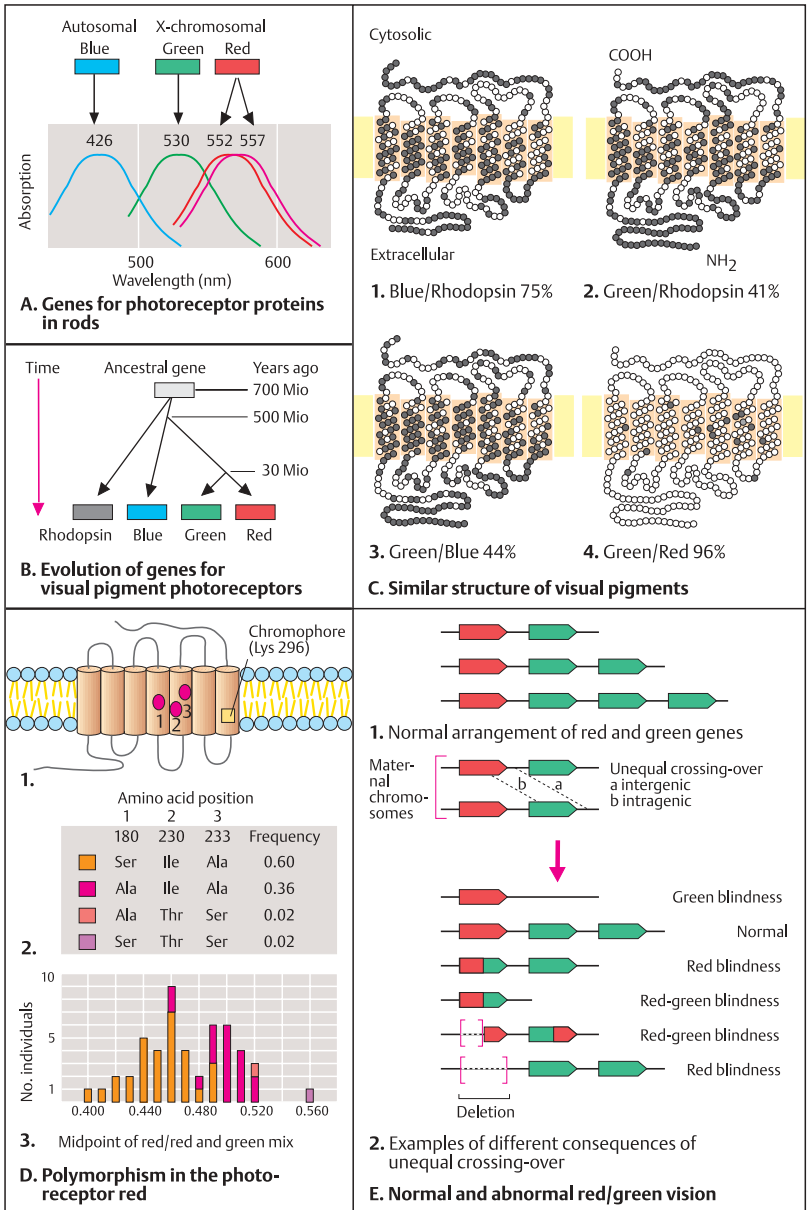 Autosomal
X-chromosomal
Blue
Green
Red
426
530
552
557
Absorption
500
600
Wavelength (nm)
A. Genes for photoreceptor proteins
in rods
Time
Ancestral gene
Years ago
700 Mio
500 Mio
30 Mio
Rhodopsin
Blue
Green
Red
B. Evolution of genes for
visual pigment photoreceptors
Cytosolic
COOH
Extracellular
NH2
1. Blue/Rhodopsin 75%
2. Green/Rhodopsin 41%
3. Green/Blue 44%
4. Green/Red 96%
C. Similar structure of visual pigments
Chromophore
(Lys 296)
1
2
3
1.
Amino acid position
1 2 3
180 230 233 Frequency
Ser Ile Ala 0.60
Ala Ile Ala 0.36
Ala Thr Ser 0.02
Ser Thr Ser 0.02
2.
No. individuals
10
5
1
0.400 0.440 0.480 0.520 0.560
3. Midpoint of red/red and green mix
D. Polymorphism in the photo-
receptor red
1. Normal arrangement of red and green genes
Mater-
nal
chromo-
somes
b
a
Unequal crossing-over
a intergenic
b intragenic
Green blindness
Normal
Red blindness
Red-green blindness
Red-green blindness
Red blindness
Deletion
2. Examples of different consequences of
unequal crossing-over
E. Normal and abnormal red/green vision